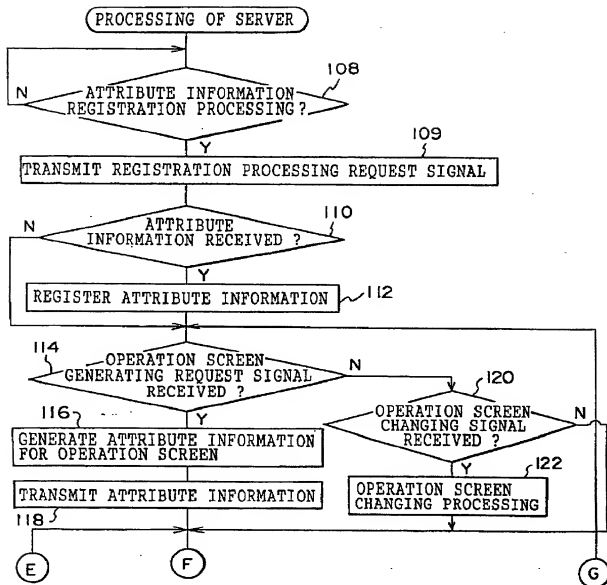 PROCESSING OF SERVER
108
N
ATTRIBUTE INFORMATION
REGISTRATION PROCESSING?
Y
109
TRANSMIT REGISTRATION PROCESSING REQUEST SIGNAL
110
N
ATTRIBUTE
INFORMATION RECEIVED ?
Y
REGISTER ATTRIBUTE INFORMATION
112
114
OPERATION SCREEN
GENERATING REQUEST SIGNAL
RECEIVED ?
N
Y
120
OPERATION SCREEN
CHANGING SIGNAL
RECEIVED ?
N
Y
116
GENERATE ATTRIBUTE INFORMATION
FOR OPERATION SCREEN
122
OPERATION SCREEN
CHANGING PROCESSING
TRANSMIT ATTRIBUTE INFORMATION
118
E
F
G